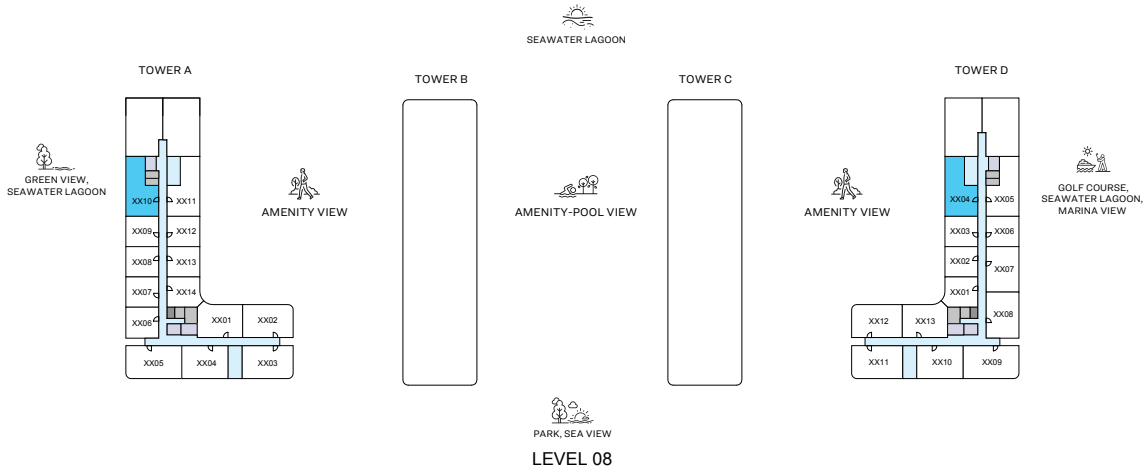 SEAWATER LAGOON
TOWER A
TOWER B
TOWER C
TOWER D
GREEN VIEW,
SEAWATER LAGOON
AMENITY VIEW
AMENITY-POOL VIEW
AMENITY VIEW
GOLF COURSE,
SEAWATER LAGOON,
MARINA VIEW
XX10
XX11
XX09
XX12
XX08
XX13
XX07
XX14
XX06
XX01
XX02
XX05
XX04
XX03
XX04
XX05
XX03
XX06
XX02
XX07
XX01
XX08
XX12
XX13
XX11
XX10
XX09
PARK, SEA VIEW
LEVEL 08